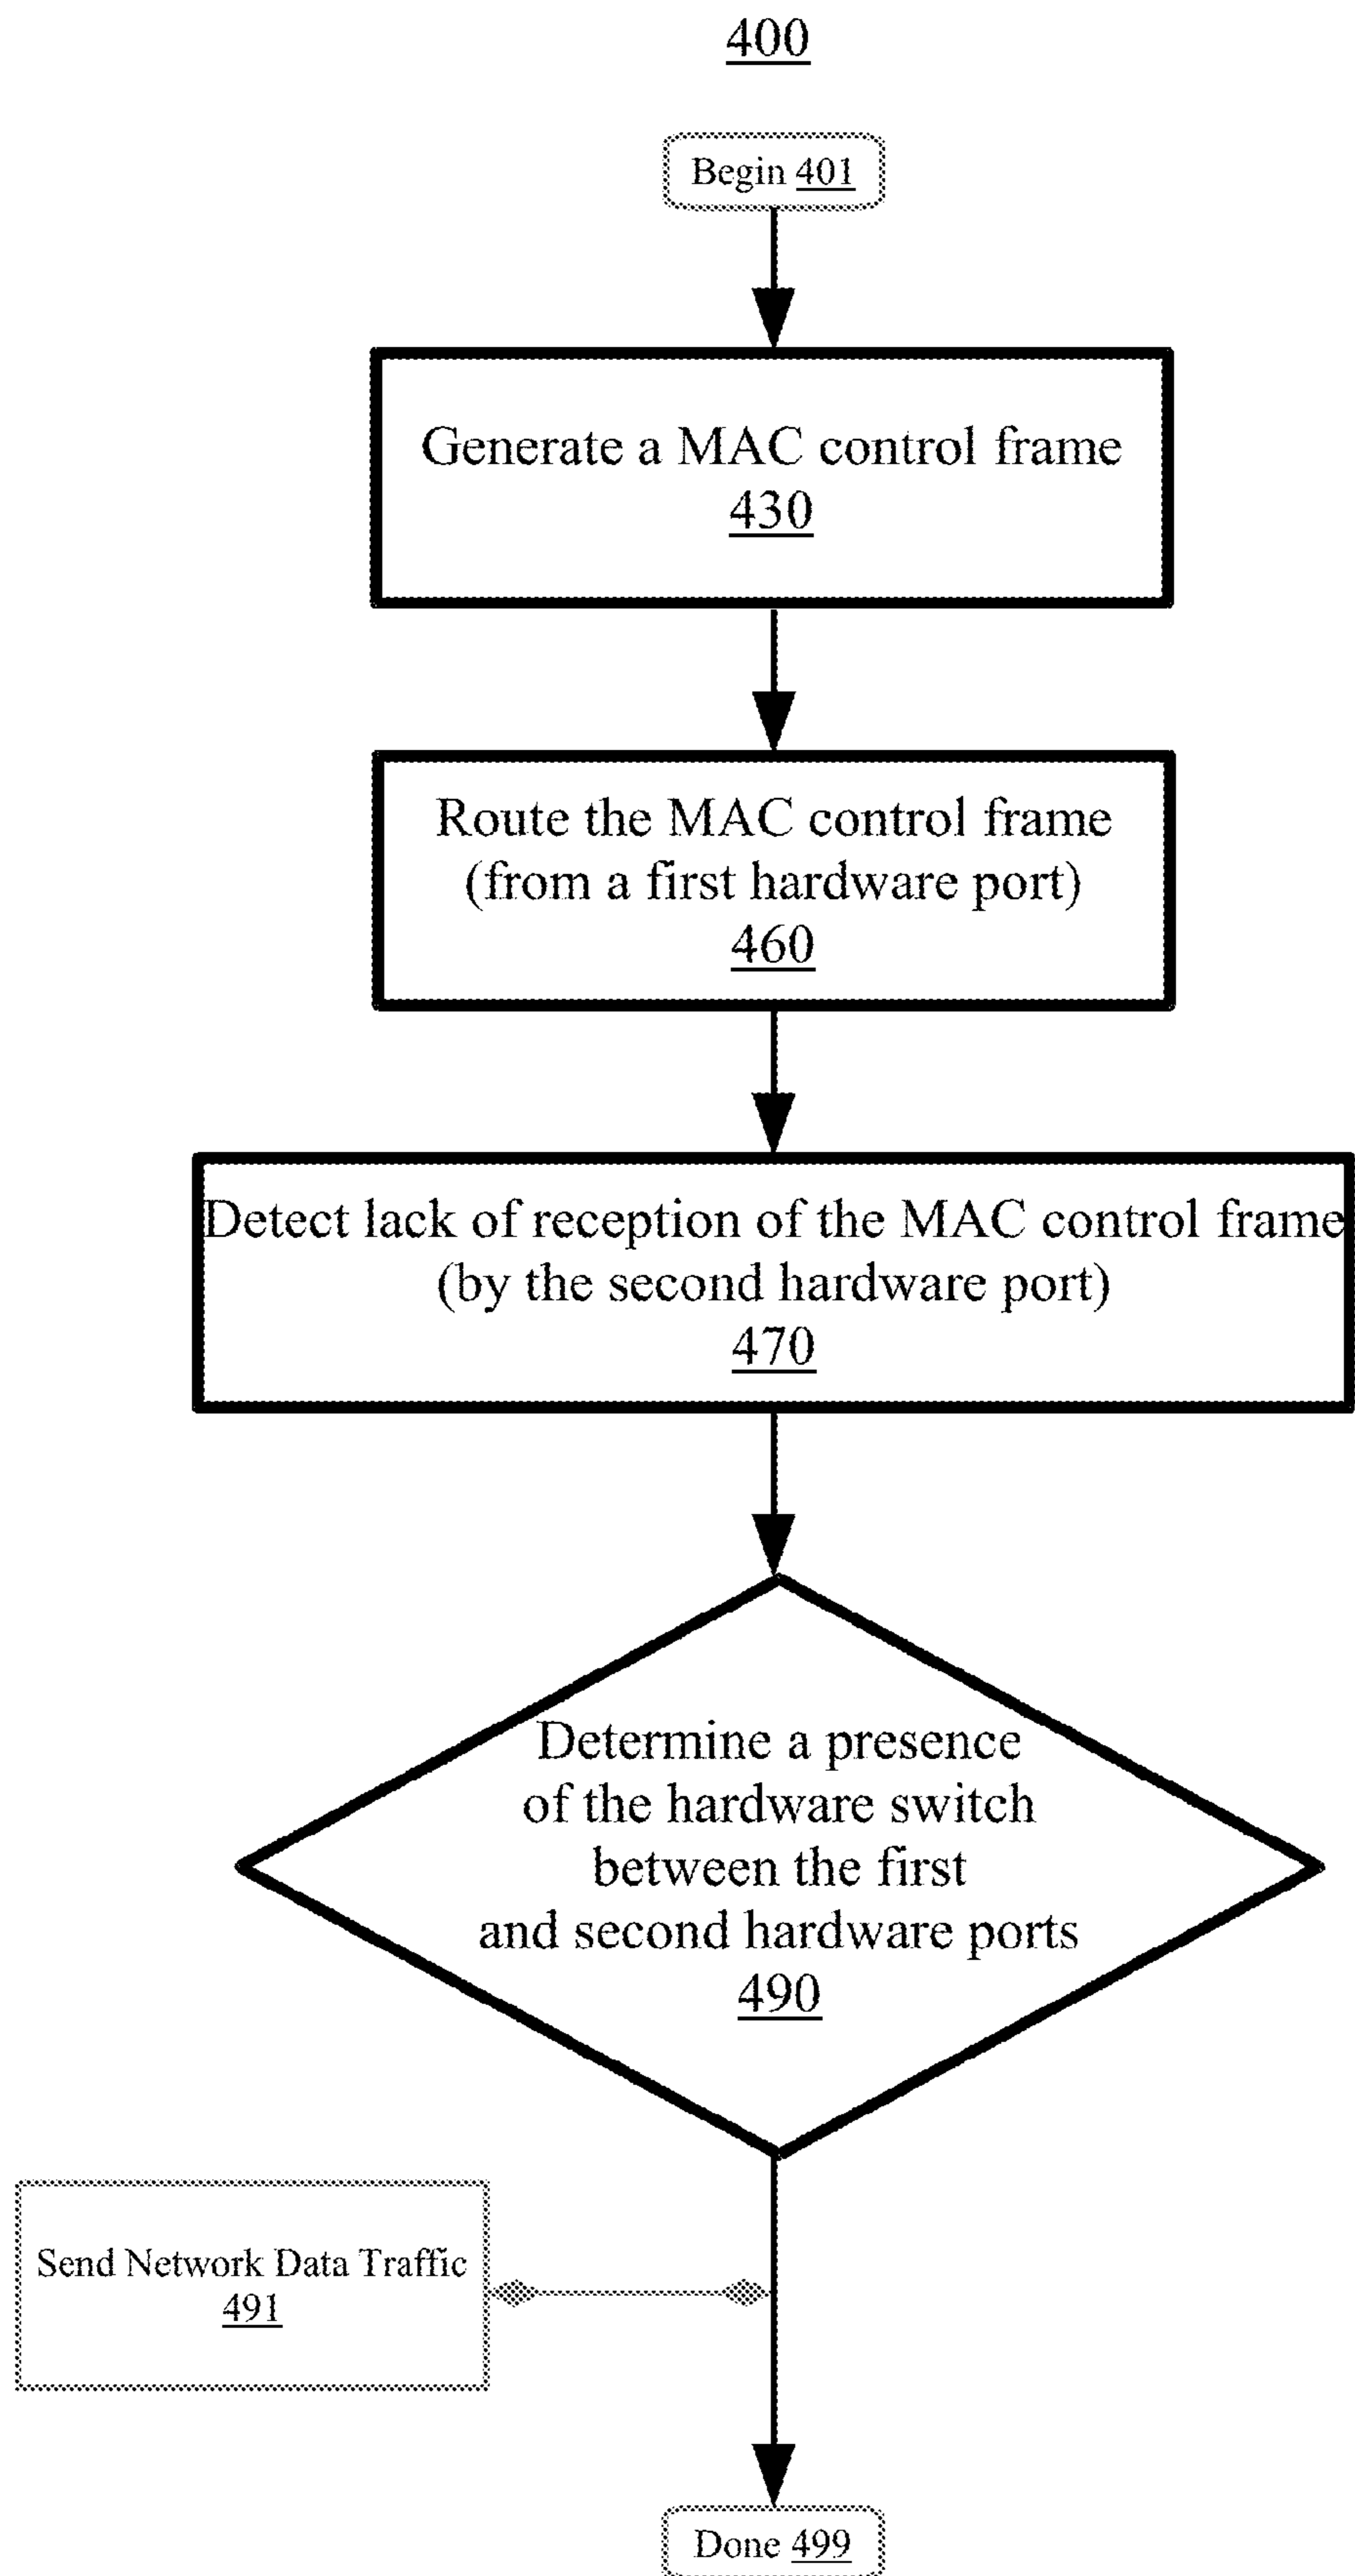 400
Begin 401
Generate a MAC control frame
430
Route the MAC control frame
(from a first hardware port)
460
Detect lack of reception of the MAC control frame
(by the second hardware port)
470
Determine a presence
of the hardware switch
between the first
and second hardware ports
490
Send Network Data Traffic
491
Done 499